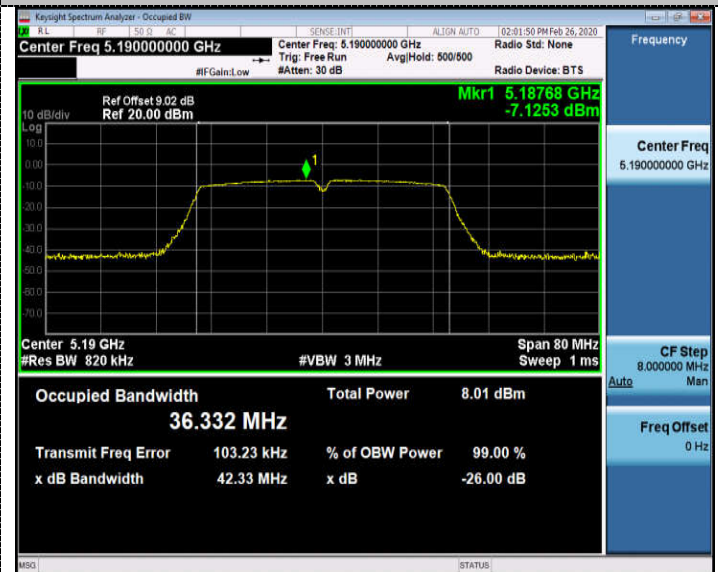 Keysight Spectrum Analyzer - Occupied BW
RL RF 50 Ω AC SENSE:INT ALIGN AUTO 02:01:50 PM Feb 26, 2020
Center Freq 5.190000000 GHz
Center Freq: 5.190000000 GHz
Radio Std: None
Trig: Free Run Avg|Hold: 500/500
#IFGain:Low #Atten: 30 dB Radio Device: BTS
Frequency
Ref Offset 9.02 dB
Mkr1 5.18768 GHz
10 dB/div Ref 20.00 dBm -7.1253 dBm
Log
10.0
0.00
-10.0
-20.0
-30.0
-40.0
-50.0
-60.0
-70.0
1
Center 5.19 GHz Span 80 MHz
#Res BW 820 kHz #VBW 3 MHz Sweep 1 ms
Occupied Bandwidth Total Power 8.01 dBm
36.332 MHz
Transmit Freq Error 103.23 kHz % of OBW Power 99.00 %
x dB Bandwidth 42.33 MHz x dB -26.00 dB
Center Freq
5.190000000 GHz
CF Step
8.000000 MHz
Auto Man
Freq Offset
0 Hz
MSG STATUS